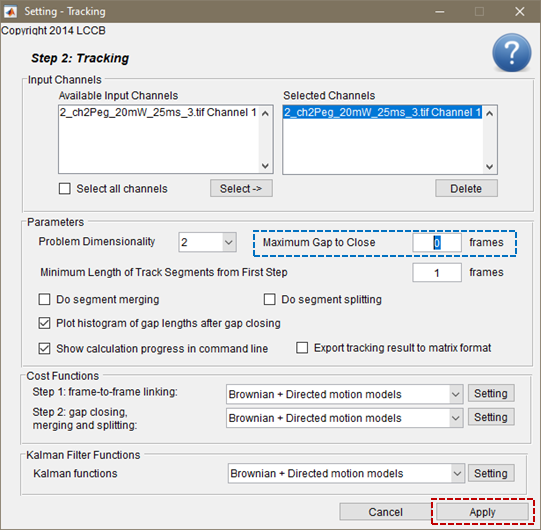 Setting - Tracking
Copyright 2014 LCCB
Step 2: Tracking
?
Input Channels
Available Input Channels
Selected Channels
2_ch2Peg_20mW_25ms_3.tif Channel 1
2_ch2Peg_20mW_25ms_3.tif Channel 1
Select all channels
Select ->
Delete
Parameters
Problem Dimensionality 2
Maximum Gap to Close 0 frames
Minimum Length of Track Segments from First Step 1 frames
Do segment merging
Do segment splitting
Plot histogram of gap lengths after gap closing
Show calculation progress in command line
Export tracking result to matrix format
Cost Functions
Step 1: frame-to-frame linking: Brownian + Directed motion models Setting
Step 2: gap closing,
merging and splitting: Brownian + Directed motion models Setting
Kalman Filter Functions
Kalman functions Brownian + Directed motion models Setting
Cancel Apply